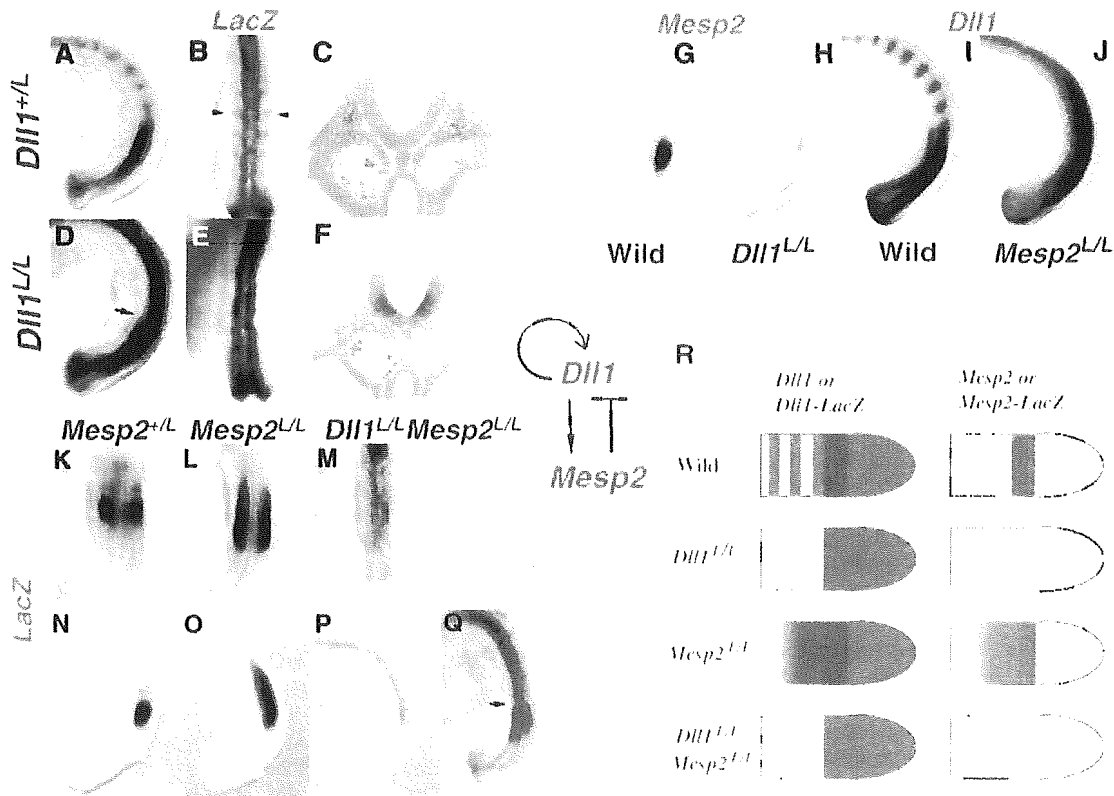 LacZ
A B C
Dll1+/L
D E F
Dll1L/L
Mesp2 Dll1
G H I J
Wild Dll1L/L Wild Mesp2L/L
Mesp2+/L Mesp2L/L Dll1L/L Mesp2L/L
K L M
LacZ
N O P Q
Dll1
Mesp2
R
Dll1 or
Dll1-LacZ
Mesp2 or
Mesp2-LacZ
Wild
Dll1L/L
Mesp2L/L
Dll1L/L
Mesp2L/L